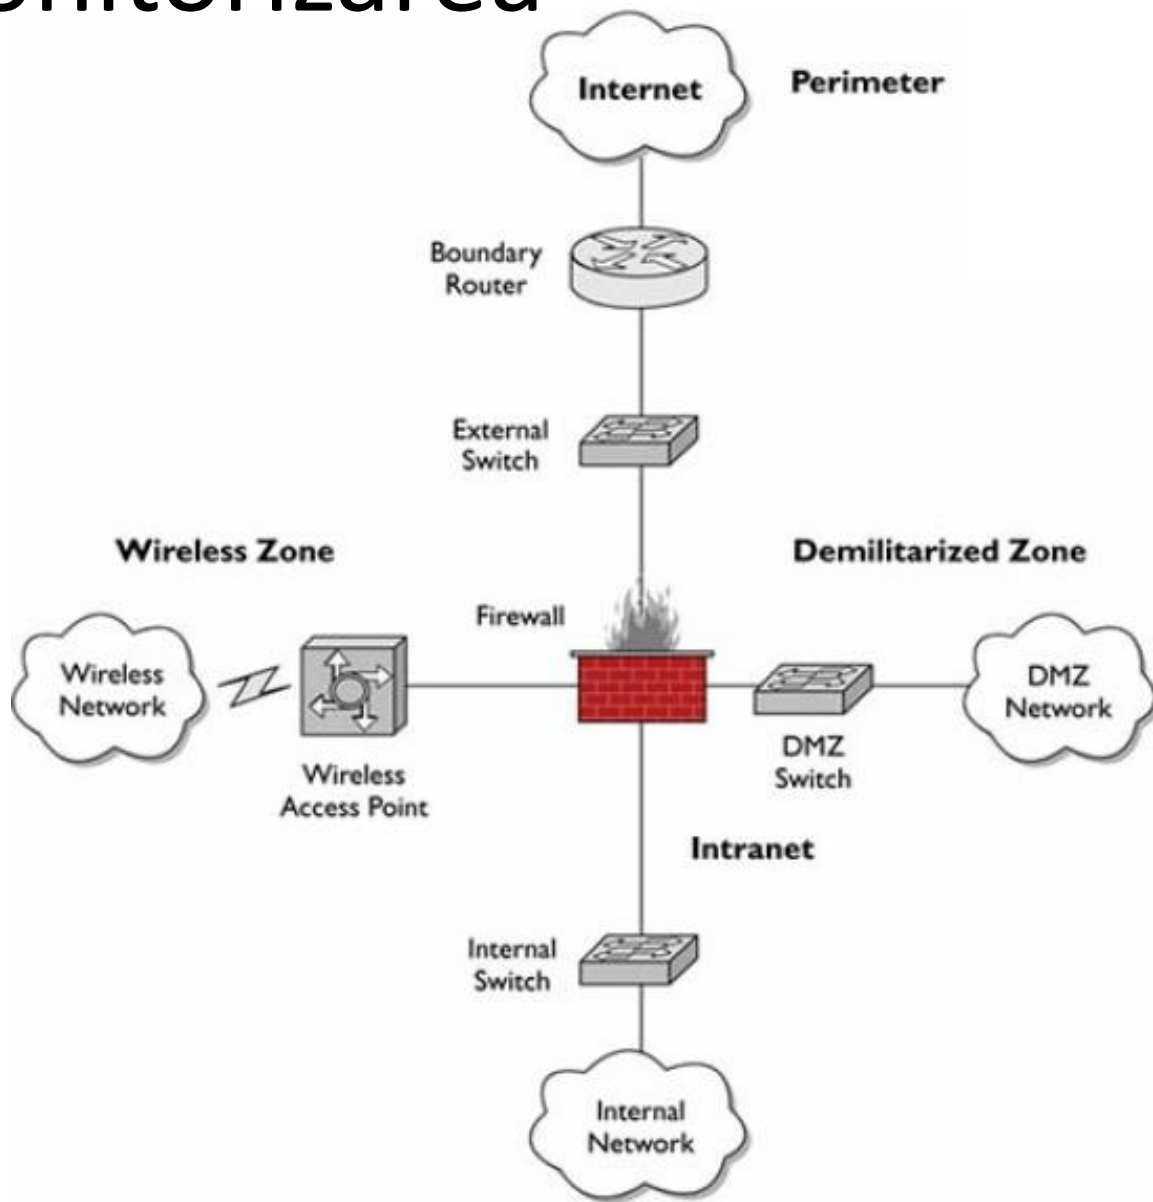 Internet
Perimeter
Boundary
Router
External
Switch
Wireless Zone
Demilitarized Zone
Firewall
Wireless
Network
DMZ
Network
DMZ
Switch
Wireless
Access Point
Intranet
Internal
Switch
Internal
Network